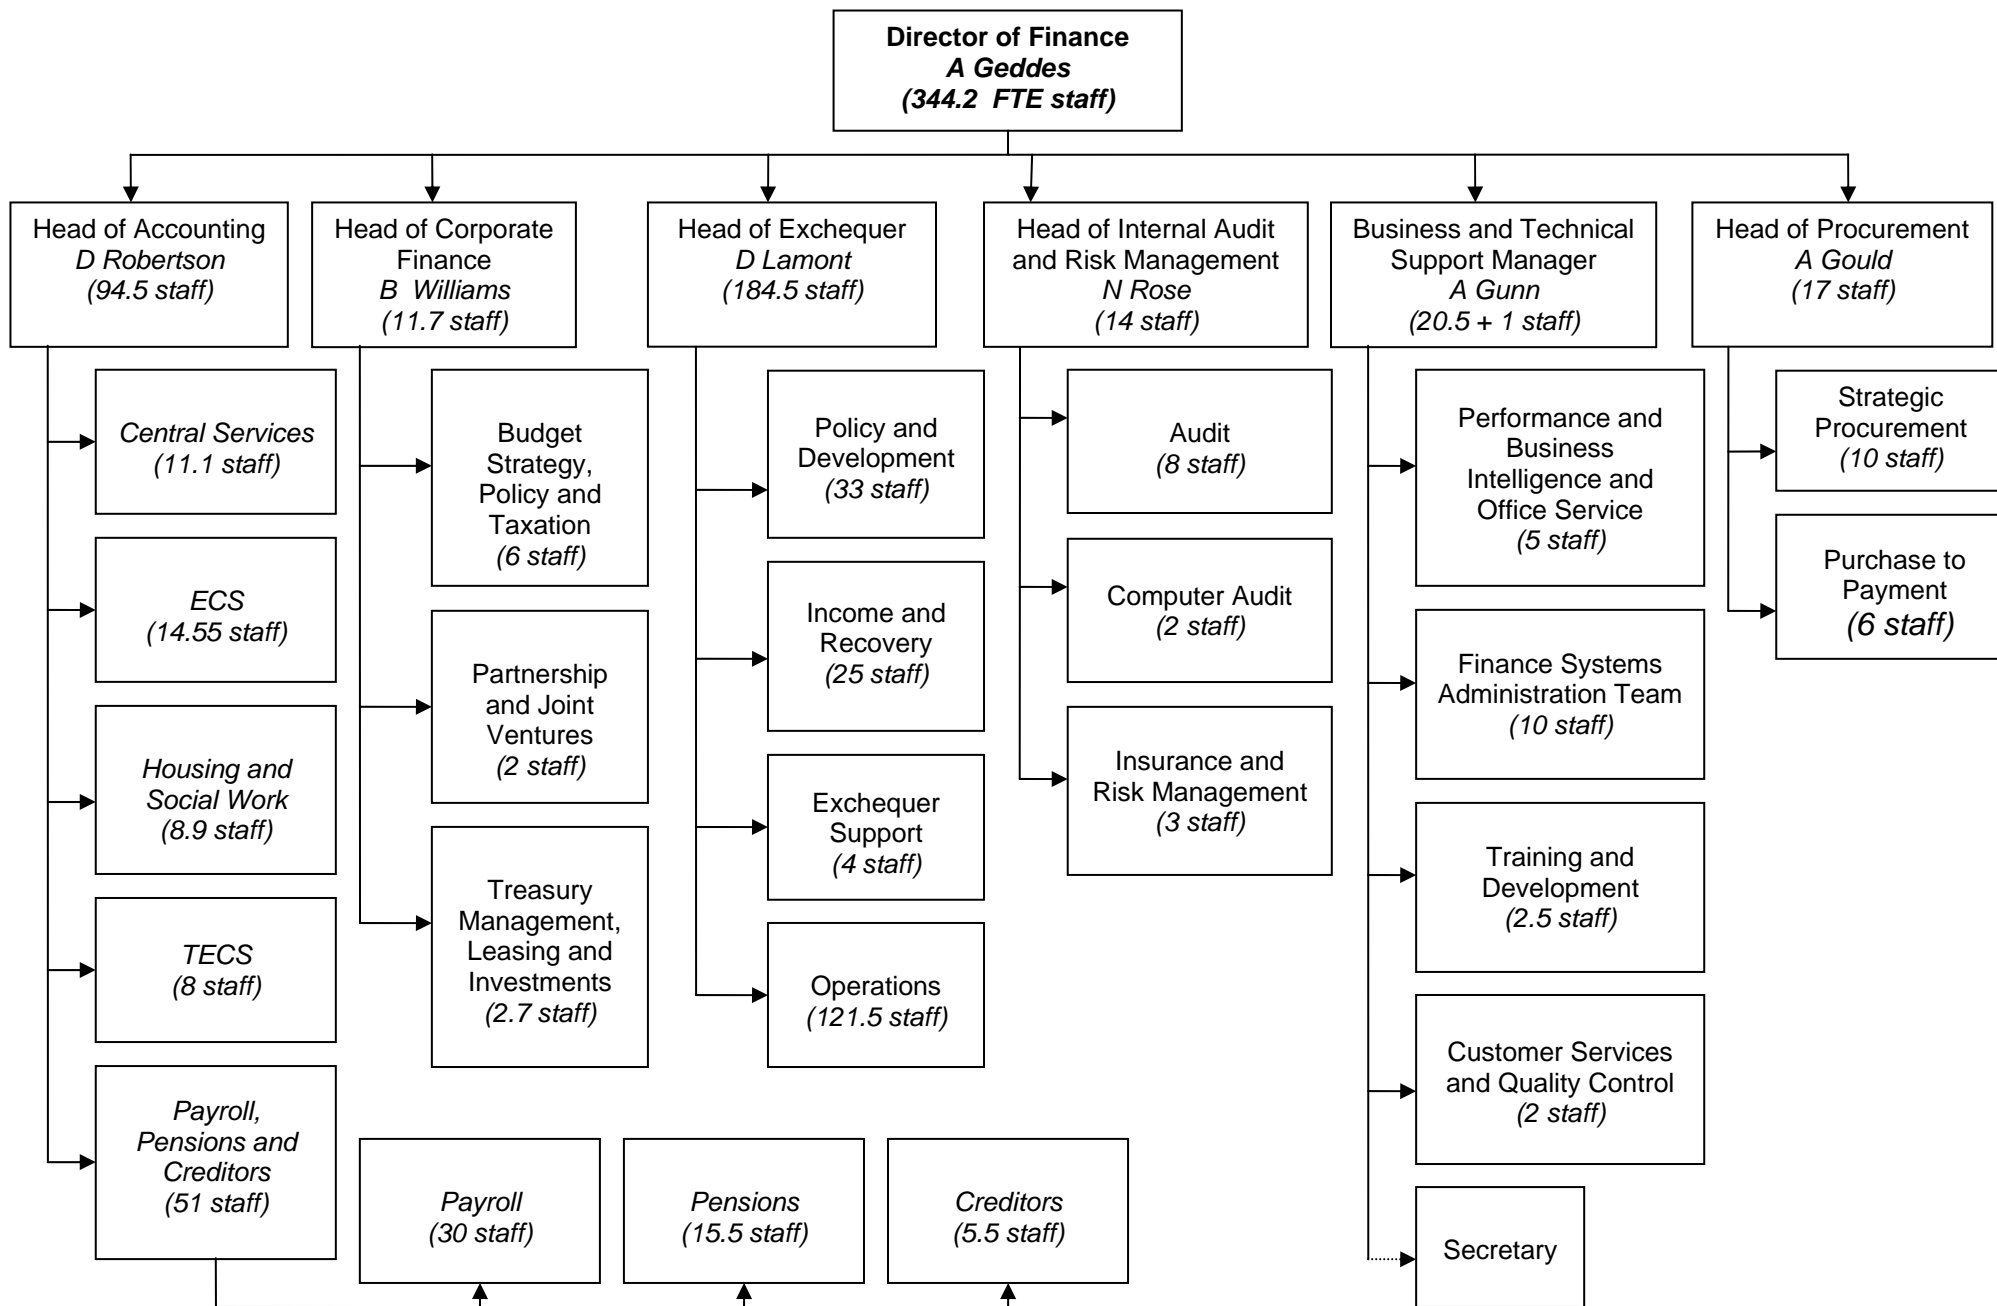 Director of Finance
A Geddes
(344.2  FTE staff)
Head of Accounting
D Robertson
(94.5 staff)
Head of Corporate
Finance
B  Williams
(11.7 staff)
Head of Exchequer
D Lamont
(184.5 staff)
Head of Internal Audit
and Risk Management
N Rose
(14 staff)
Business and Technical
Support Manager
A Gunn
(20.5 + 1 staff)
Head of Procurement
A Gould
(17 staff)
Central Services
(11.1 staff)
ECS
(14.55 staff)
Housing and
Social Work
(8.9 staff)
TECS
(8 staff)
Payroll,
Pensions and
Creditors
(51 staff)
Budget
Strategy,
Policy and
Taxation
(6 staff)
Partnership
and Joint
Ventures
(2 staff)
Treasury
Management,
Leasing and
Investments
(2.7 staff)
Policy and
Development
(33 staff)
Income and
Recovery
(25 staff)
Exchequer
Support
(4 staff)
Operations
(121.5 staff)
Audit
(8 staff)
Computer Audit
(2 staff)
Insurance and
Risk Management
(3 staff)
Performance and
Business
Intelligence and
Office Service
(5 staff)
Finance Systems
Administration Team
(10 staff)
Training and
Development
(2.5 staff)
Customer Services
and Quality Control
(2 staff)
Secretary
Strategic
Procurement
(10 staff)
Purchase to
Payment
(6 staff)
Payroll
(30 staff)
Pensions
(15.5 staff)
Creditors
(5.5 staff)